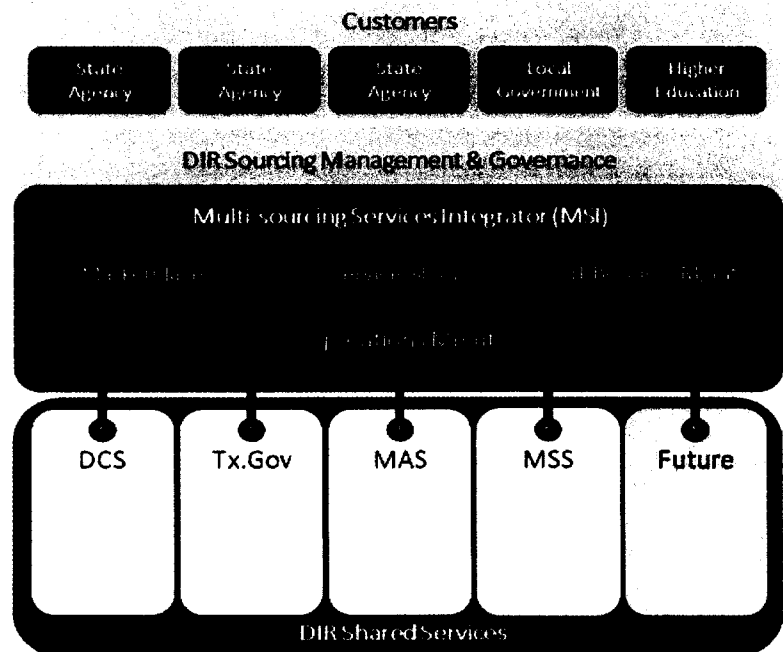 Customers
State Agency
State Agency
State Agency
Local Government
Higher Education
DIR Sourcing Management & Governance
Multi-sourcing Services Integrator (MSI)
DCS
Tx.Gov
MAS
MSS
Future
DIR Shared Services